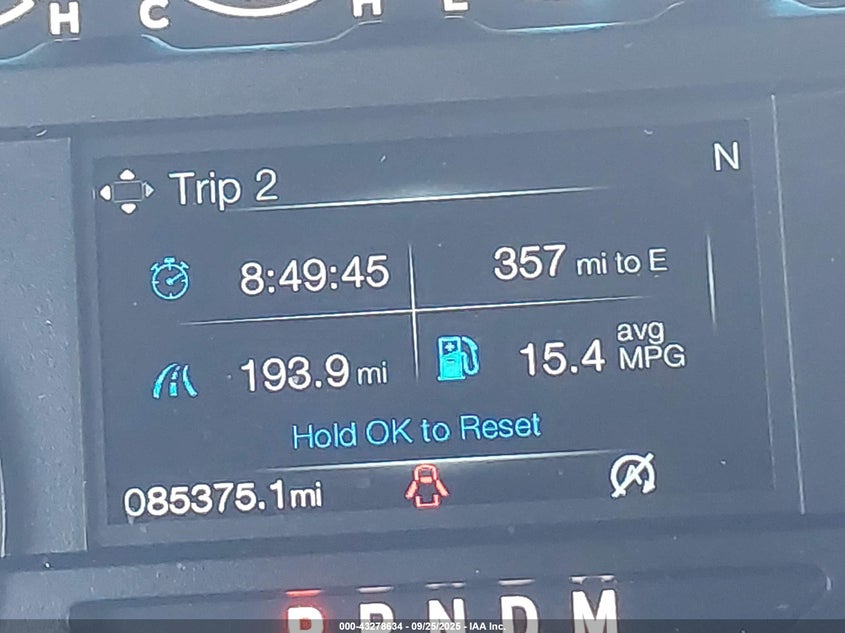 H C H E
Trip 2 N
8:49:45 357 mi to E
193.9 mi 15.4 avg MPG
Hold OK to Reset
085375.1mi
P R N D M
000-43278634 - 09/25/2025 - IAA Inc.